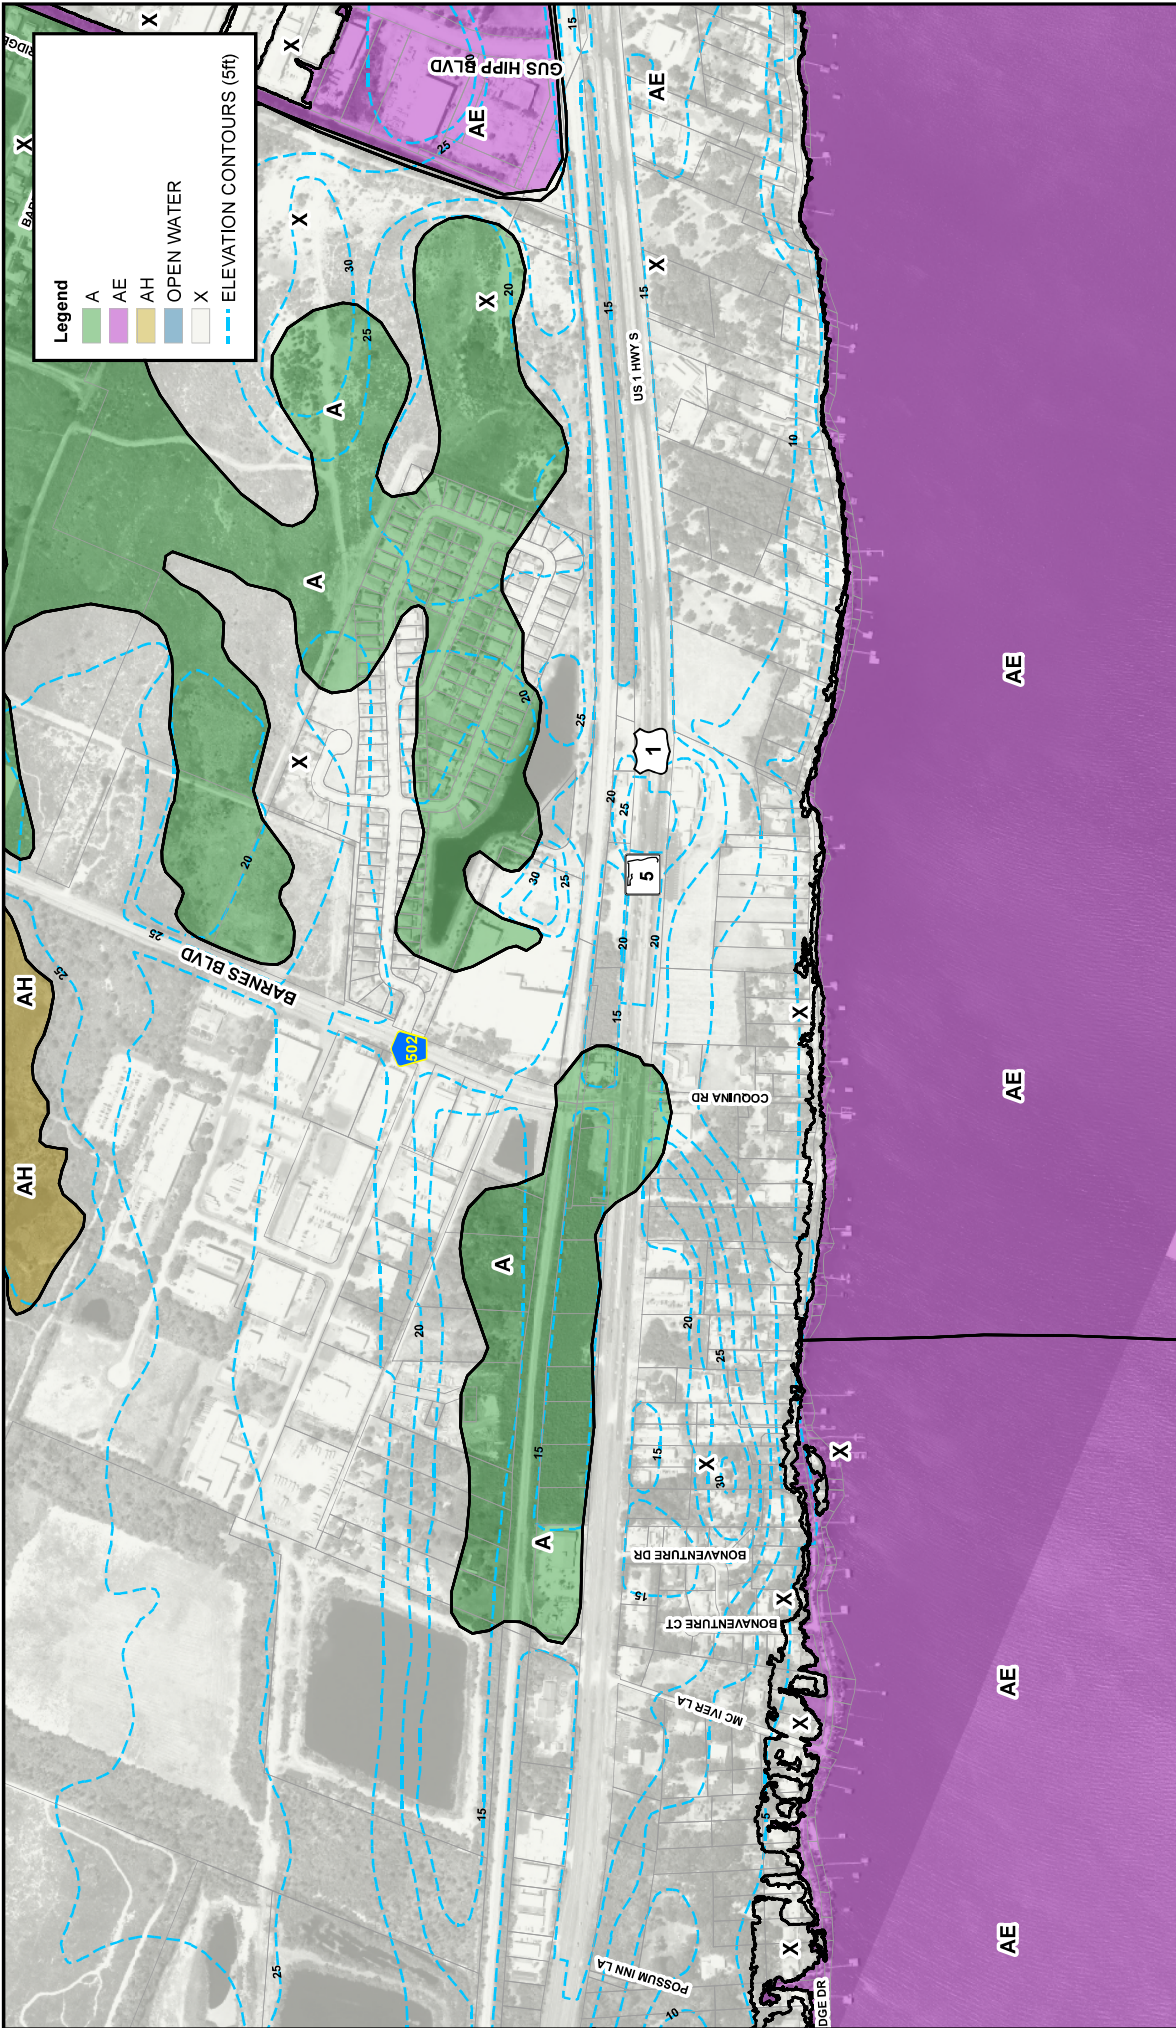 Legend
A
AE
AH
OPEN WATER
X
ELEVATION CONTOURS (5ft)
X
X
X
GUS HIPP BLVD
AE
25
15
AE
X
30
25
X
20
15
15
X
US 1 HWY S
A
A
10
AE
X
20
25
1
20
25
5
30
25
20
20
20
15
25
BARNES BLVD
AH
25
502
X
AE
COQUINA RD
AH
A
20
20
25
15
15
X
30
X
A
BONAVENTURE DR
15
BONAVENTURE CT
X
MC IVER LA
X
AE
15
5
25
POSSUM INN LA
X
AE
10
DGE DR